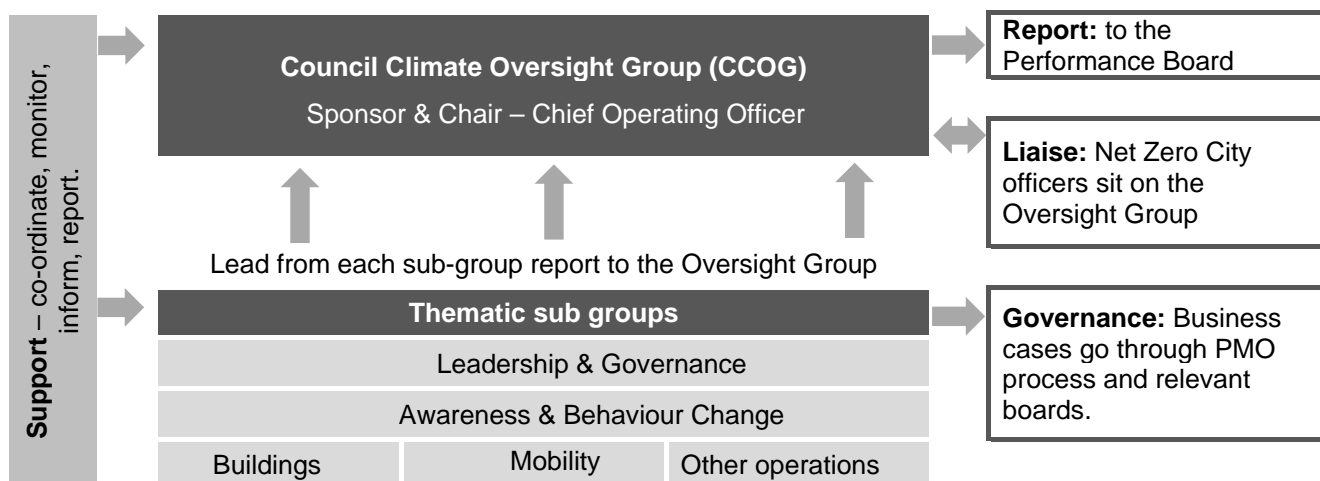 Support – co-ordinate, monitor,
inform, report.
Council Climate Oversight Group (CCOG)
Sponsor & Chair – Chief Operating Officer
Report: to the
Performance Board
Liaise: Net Zero City
officers sit on the
Oversight Group
Lead from each sub-group report to the Oversight Group
Thematic sub groups
Leadership & Governance
Awareness & Behaviour Change
Buildings
Mobility
Other operations
Governance: Business
cases go through PMO
process and relevant
boards.